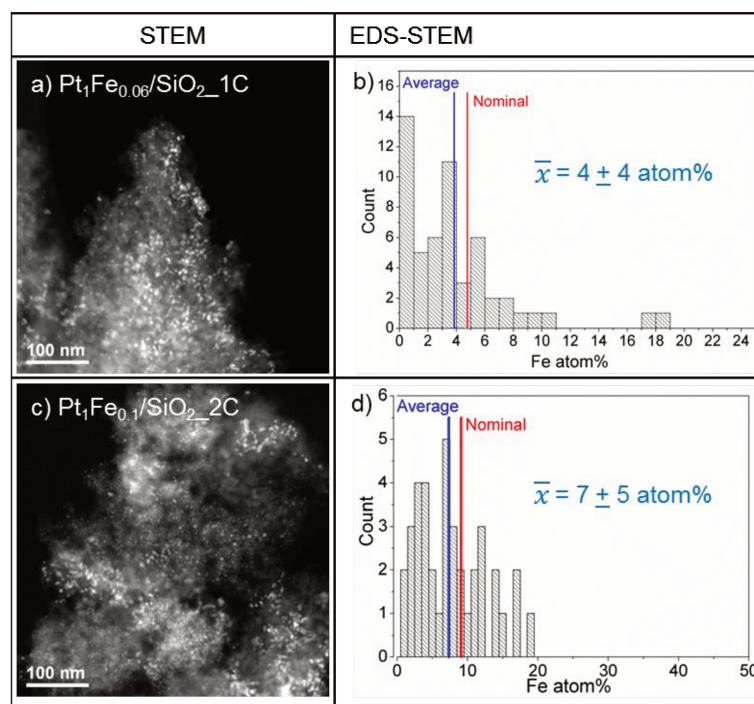 STEM
EDS-STEM
a) Pt₁Fe₀.₀₆/SiO₂_1C
100 nm
b)
Average
Nominal
x̅ = 4 ± 4 atom%
Count
16
14
12
10
8
6
4
2
0
0 2 4 6 8 10 12 14 16 18 20 22 24
Fe atom%
c) Pt₁Fe₀.₁/SiO₂_2C
100 nm
d)
Average
Nominal
x̅ = 7 ± 5 atom%
Count
6
5
4
3
2
1
0
0 10 20 30 40 50
Fe atom%